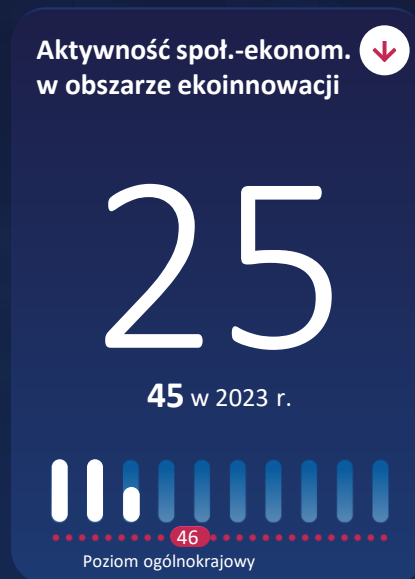 Aktywność społ.-ekonom.
w obszarze ekoinnowacji
25
45 w 2023 r.
46
Poziom ogólnokrajowy